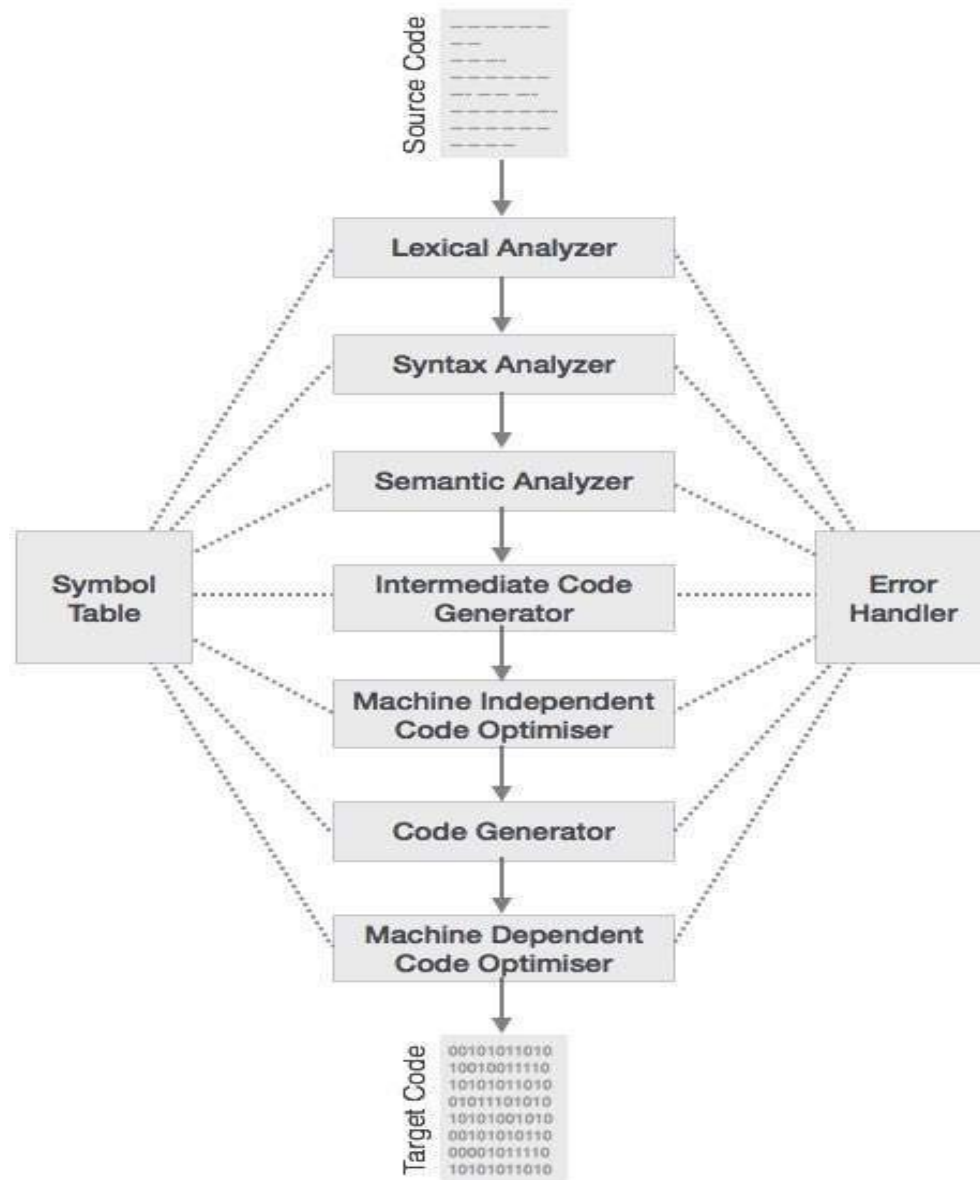 Source Code
Lexical Analyzer
Syntax Analyzer
Semantic Analyzer
Symbol
Table
Intermediate Code
Generator
Error
Handler
Machine Independent
Code Optimiser
Code Generator
Machine Dependent
Code Optimiser
Target Code
00101011010
10010011110
10101011010
01011101010
10101001010
00101010110
00001011110
10101011010